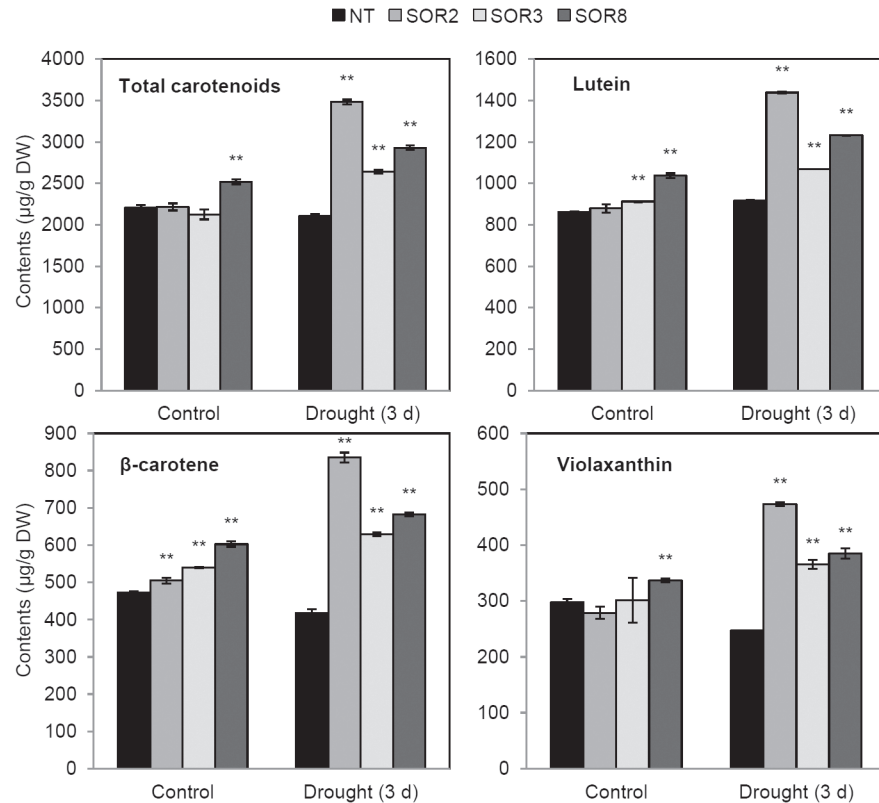 NT SOR2 SOR3 SOR8
Total carotenoids
Contents (µg/g DW)
4000
3500
3000
2500
2000
1500
1000
500
0
** ** ** **
Control Drought (3 d)
Lutein
1600
1400
1200
1000
800
600
400
200
0
** ** ** ** **
Control Drought (3 d)
β-carotene
Contents (µg/g DW)
900
800
700
600
500
400
300
200
100
0
** ** ** ** ** **
Control Drought (3 d)
Violaxanthin
600
500
400
300
200
100
0
** ** ** **
Control Drought (3 d)